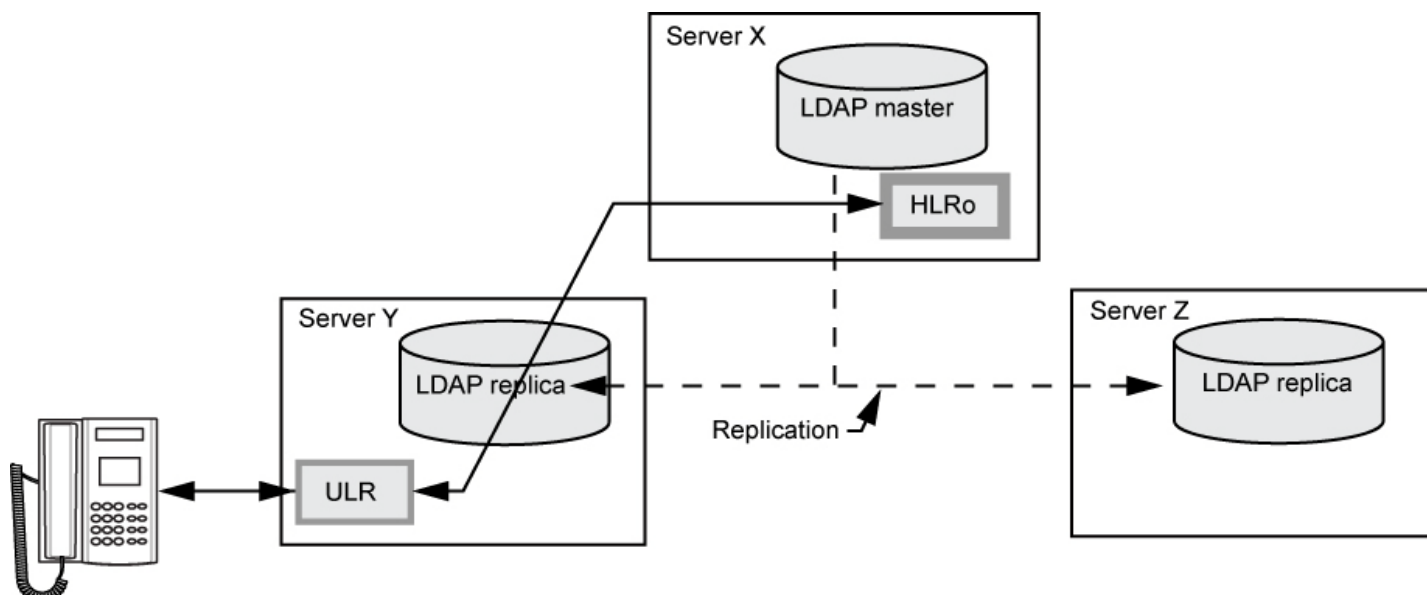 Server X
LDAP master
HLRo
Server Y
LDAP replica
Server Z
LDAP replica
Replication
ULR